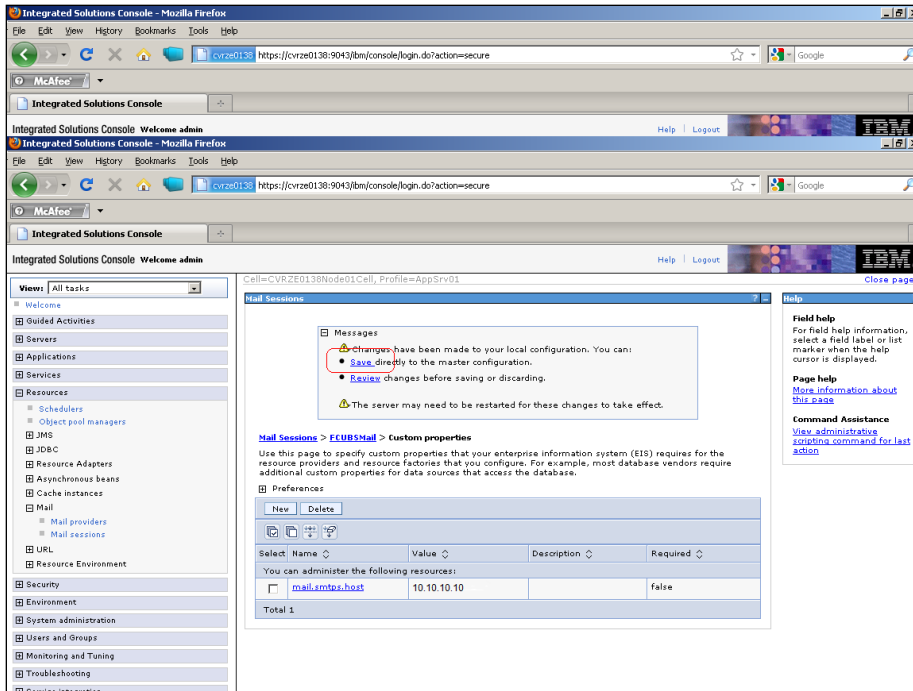 Integrated Solutions Console - Mozilla Firefox
File Edit View History Bookmarks Tools Help
cvrze0138 https://cvrze0138:9043/ibm/console/login.do?action=secure
Google
McAfee
Integrated Solutions Console
Integrated Solutions Console Welcome admin
Help | Logout
IBM
Integrated Solutions Console - Mozilla Firefox
File Edit View History Bookmarks Tools Help
cvrze0138 https://cvrze0138:9043/ibm/console/login.do?action=secure
Google
McAfee
Integrated Solutions Console
Integrated Solutions Console Welcome admin
Help | Logout
IBM
View: All tasks
Welcome
Guided Activities
Servers
Applications
Services
Resources
Schedulers
Object pool managers
JMS
JDBC
Resource Adapters
Asynchronous beans
Cache instances
Mail
Mail providers
Mail sessions
URL
Resource Environment
Security
Environment
System administration
Users and Groups
Monitoring and Tuning
Troubleshooting
Service integration
Cell=CVRZE0138Node01Cell, Profile=AppSrv01
Close page
Mail Sessions
Messages
Changes have been made to your local configuration. You can:
Save directly to the master configuration.
Review changes before saving or discarding.
The server may need to be restarted for these changes to take effect.
Mail Sessions > FCUBSMail > Custom properties
Use this page to specify custom properties that your enterprise information system (EIS) requires for the
resource providers and resource factories that you configure. For example, most database vendors require
additional custom properties for data sources that access the database.
Preferences
New Delete
Select Name Value Description Required
You can administer the following resources:
mail.smtps.host 10.10.10.10 false
Total 1
Help
Field help
For field help information,
select a field label or list
marker when the help
cursor is displayed.
Page help
More information about
this page
Command Assistance
View administrative
scripting command for last
action